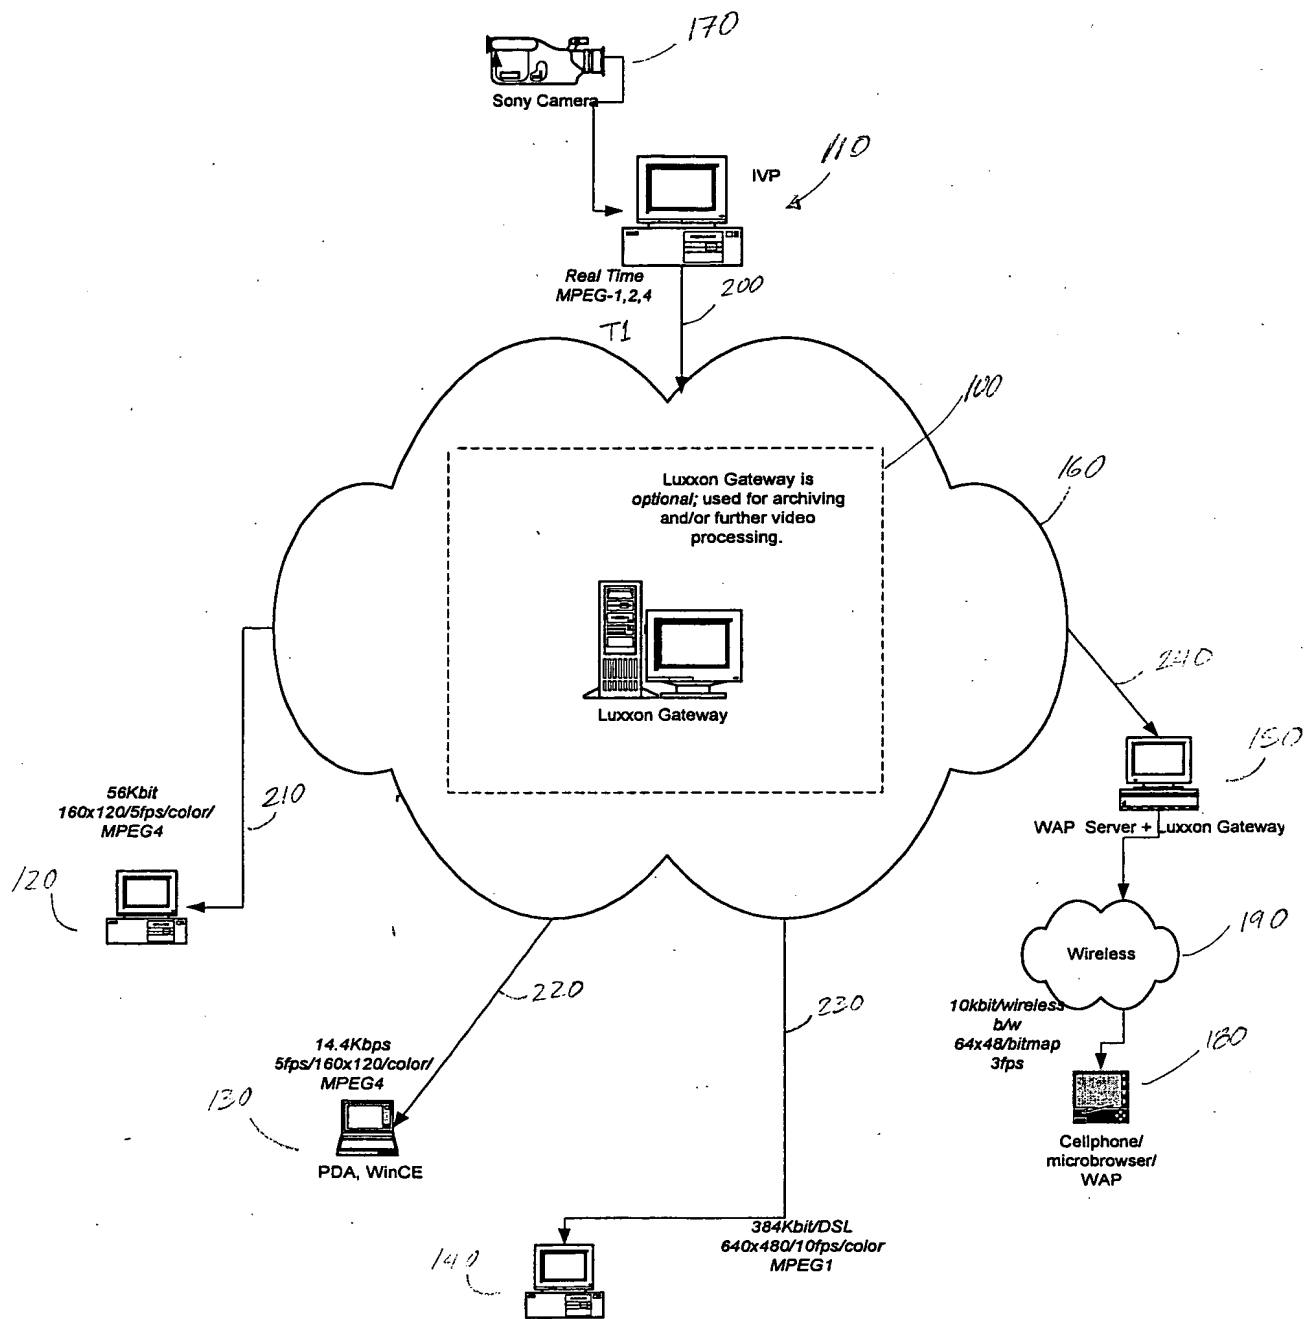 170
Sony Camera
110
IVP
Real Time
MPEG-1,2,4
200
T1
100
Luxxon Gateway is
optional; used for archiving
and/or further video
processing.
160
Luxxon Gateway
240
150
WAP Server + Luxxon Gateway
56Kbit
160x120/5fps/color/
MPEG4
210
120
190
Wireless
220
230
10kbit/wireless
b/w
64x48/bitmap
3fps
180
14.4Kbps
5fps/160x120/color/
MPEG4
130
PDA, WinCE
Cellphone/
microbrowser/
WAP
384Kbit/DSL
640x480/10fps/color
MPEG1
140